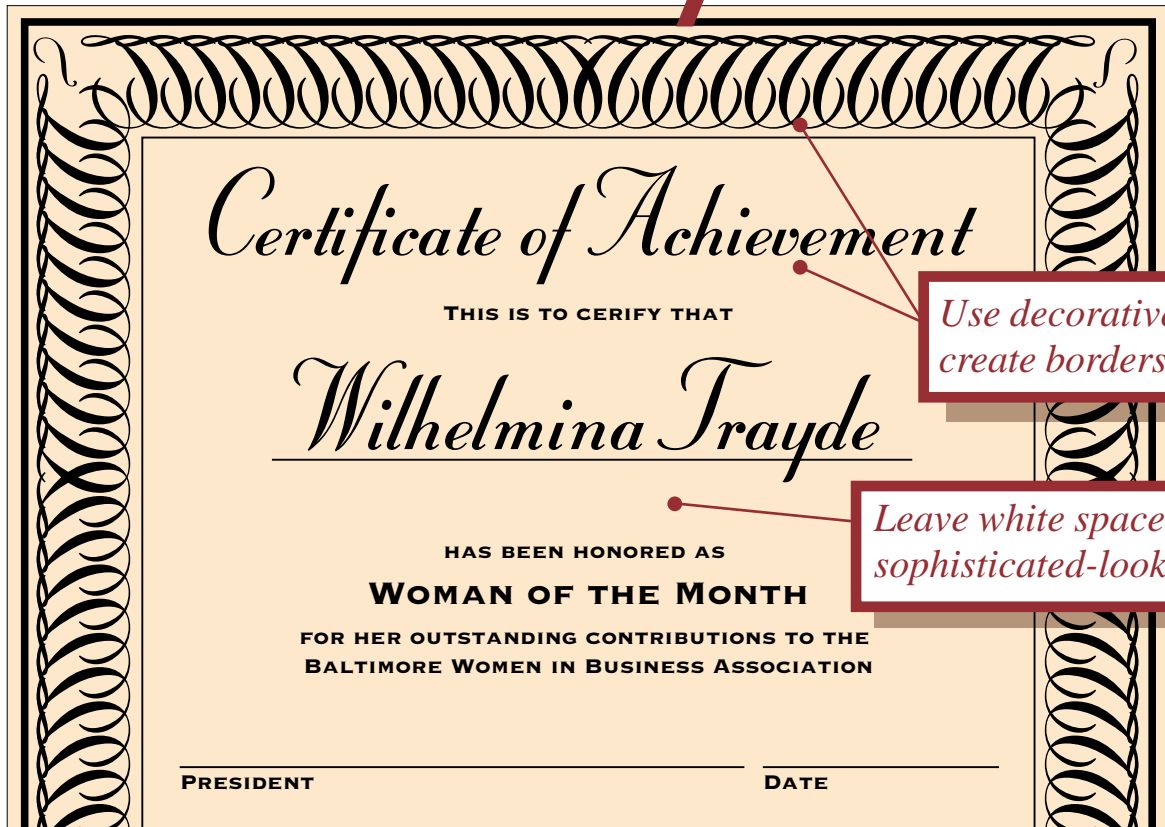 Certificate of Achievement
THIS IS TO CERIFY THAT
Use decorative
create borders
Wilhelmina Trayde
Leave white space
sophisticated-look
HAS BEEN HONORED AS
WOMAN OF THE MONTH
FOR HER OUTSTANDING CONTRIBUTIONS TO THE
BALTIMORE WOMEN IN BUSINESS ASSOCIATION
PRESIDENT DATE